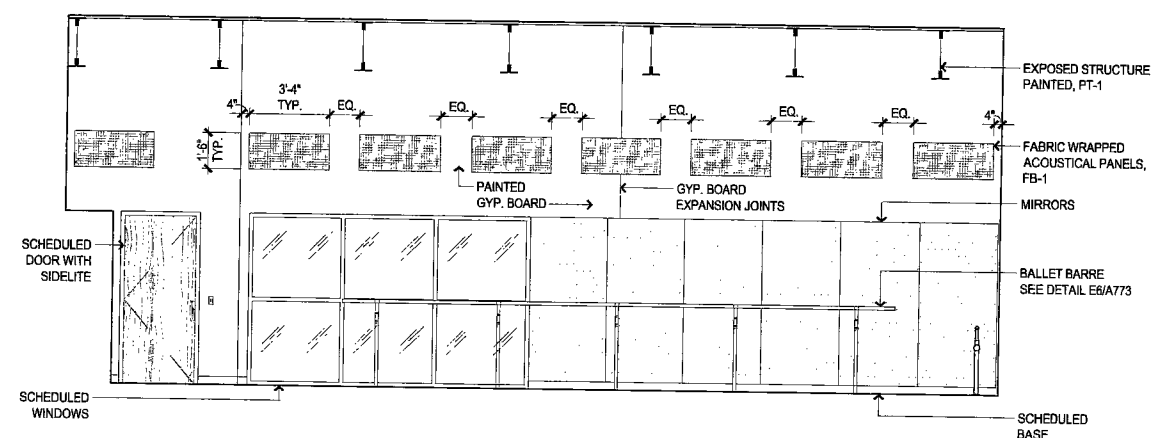 EXPOSED STRUCTURE
PAINTED, PT-1
3'-4"
TYP.
4"
EQ.
EQ.
EQ.
EQ.
EQ.
EQ.
4"
1'-6"
TYP.
FABRIC WRAPPED
ACOUSTICAL PANELS,
FB-1
PAINTED
GYP. BOARD
GYP. BOARD
EXPANSION JOINTS
MIRRORS
SCHEDULED
DOOR WITH
SIDELITE
BALLET BARRE
SEE DETAIL E6/A773
SCHEDULED
WINDOWS
SCHEDULED
BASE